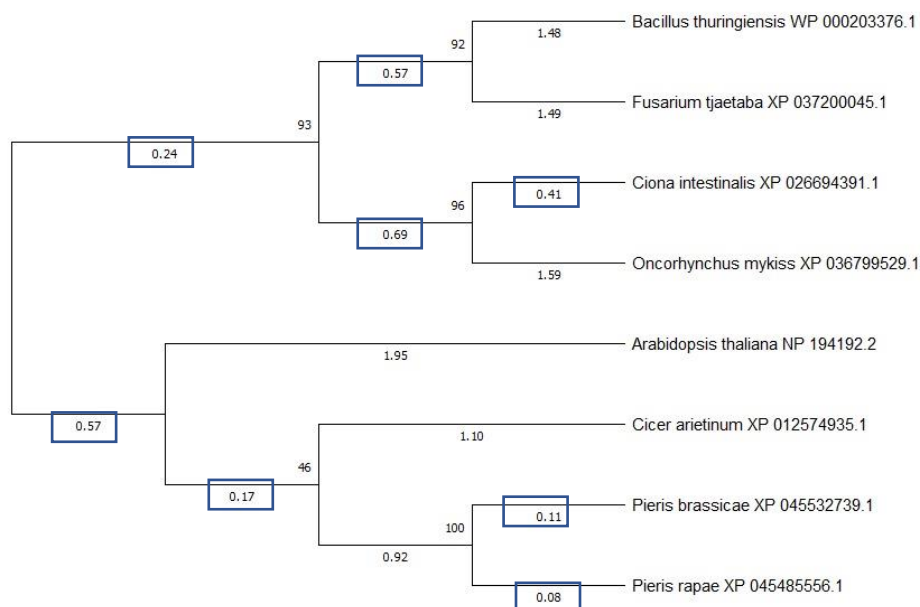 Bacillus thuringiensis WP 000203376.1
1.48
92
0.57
Fusarium tjaetaba XP 037200045.1
1.49
93
0.24
Ciona intestinalis XP 026694391.1
0.41
96
0.69
Oncorhynchus mykiss XP 036799529.1
1.59
Arabidopsis thaliana NP 194192.2
1.95
0.57
Cicer arietinum XP 012574935.1
1.10
46
0.17
Pieris brassicae XP 045532739.1
0.11
100
0.92
Pieris rapae XP 045485556.1
0.08